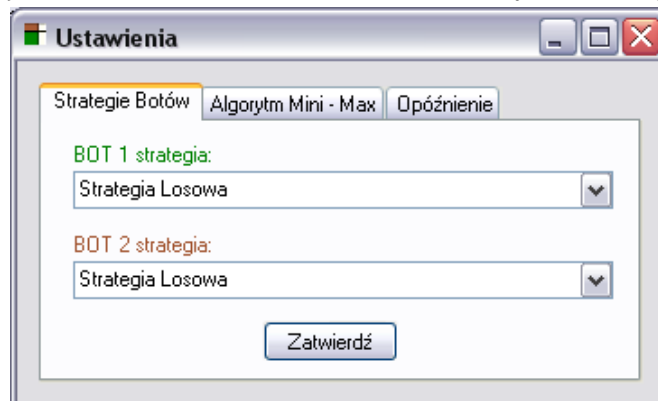 Ustawienia
Strategie Botów Algorytm Mini - Max Opóźnienie
BOT 1 strategia:
Strategia Losowa
BOT 2 strategia:
Strategia Losowa
Zatwierdź